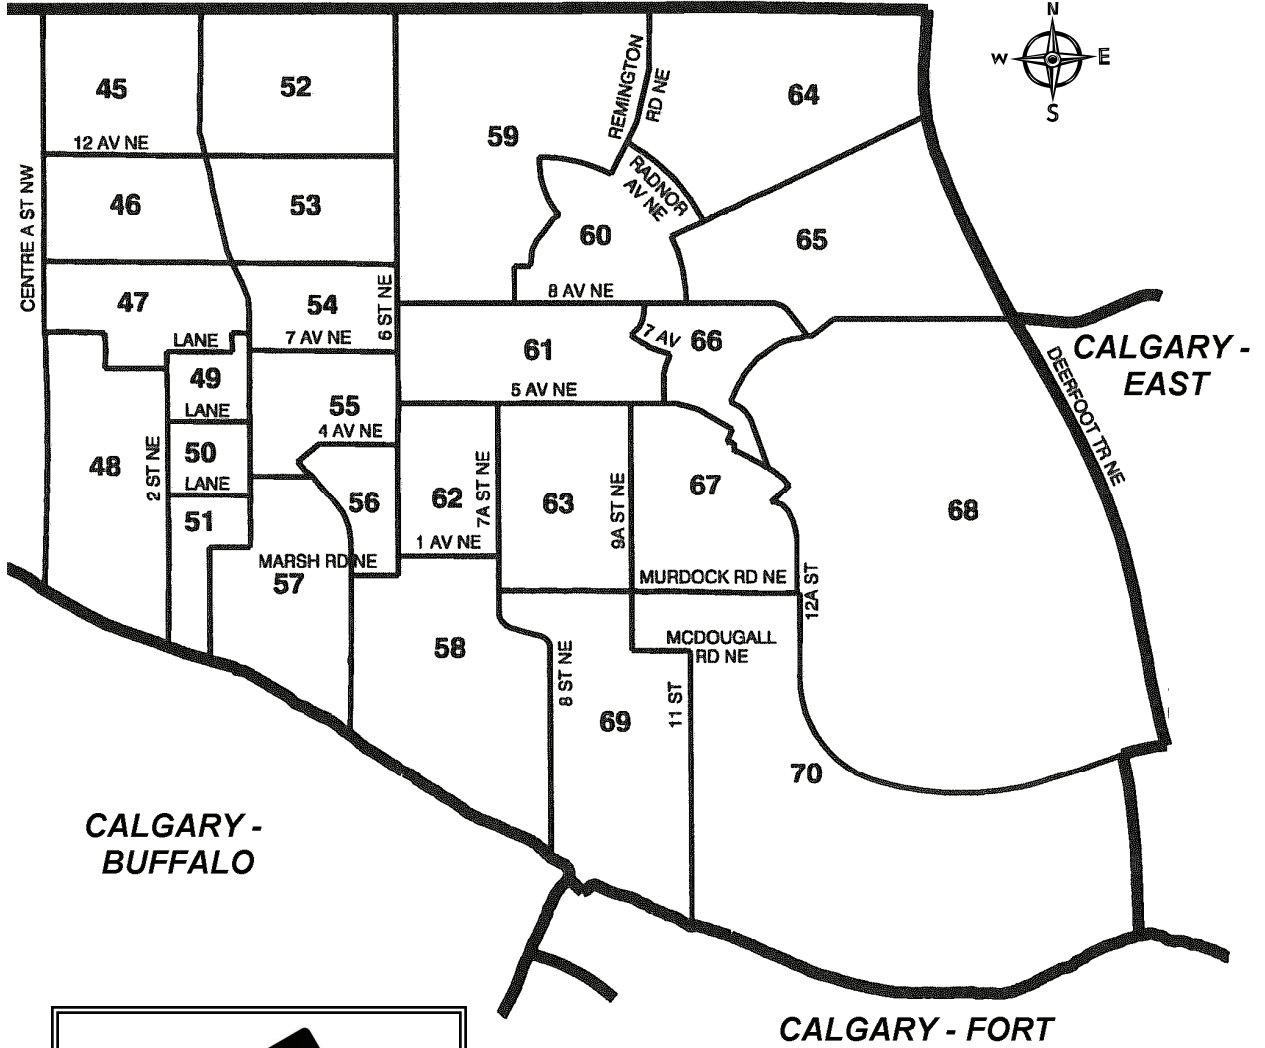 N
W
E
S
45
52
59
REMINGTON
RD NE
64
12 AV NE
CENTRE A ST NW
46
53
RADNOR
AV NE
60
65
47
54
6 ST NE
8 AV NE
LANE
7 AV NE
61
7 AV
66
CALGARY -
EAST
DEERFOOT TR NE
49
LANE
55
5 AV NE
4 AV NE
48
2 ST NE
50
LANE
51
56
62
7A ST NE
63
9A ST NE
67
68
1 AV NE
MARSH RD NE
57
MURDOCK RD NE
12A ST
58
8 ST NE
MCDOUGALL
RD NE
11 ST
69
70
CALGARY -
BUFFALO
CALGARY - FORT